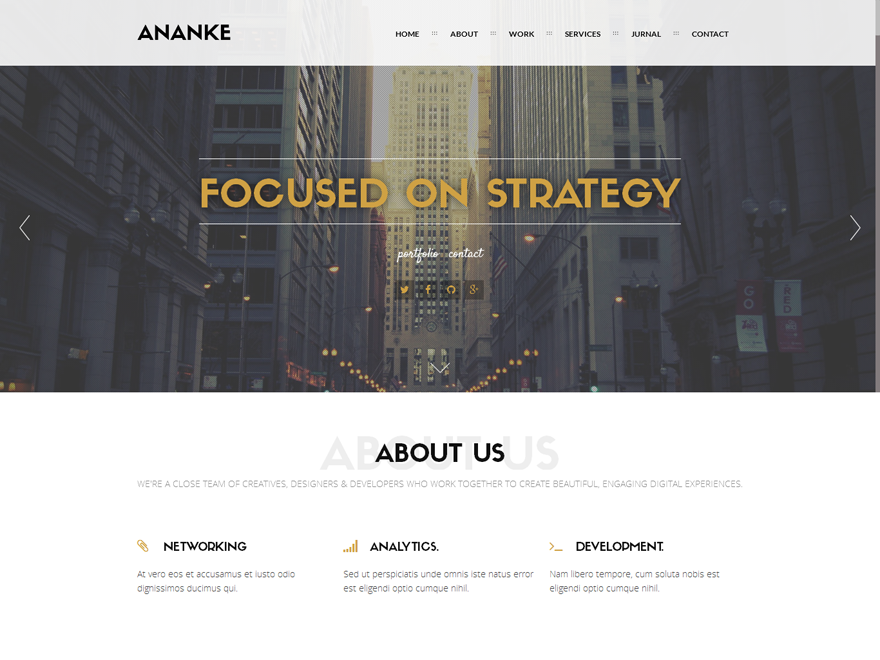 ANANKE
HOME ::: ABOUT ::: WORK ::: SERVICES ::: JURNAL ::: CONTACT
FOCUSED ON STRATEGY
portfolio contact
GO
ABOUT US
ABOUT US
WE'RE A CLOSE TEAM OF CREATIVES, DESIGNERS & DEVELOPERS WHO WORK TOGETHER TO CREATE BEAUTIFUL, ENGAGING DIGITAL EXPERIENCES.
NETWORKING
At vero eos et accusamus et iusto odio
dignissimos ducimus qui.
ANALYTICS.
Sed ut perspiciatis unde omnis iste natus error
est eligendi optio cumque nihil.
DEVELOPMENT.
Nam libero tempore, cum soluta nobis est
eligendi optio cumque nihil.